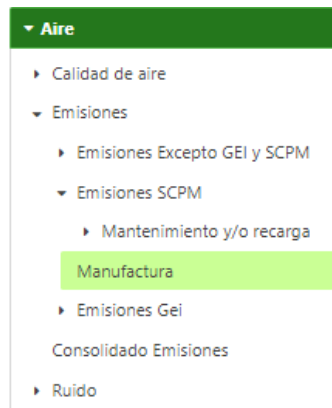 Aire
Calidad de aire
Emisiones
Emisiones Excepto GEI y SCPM
Emisiones SCPM
Mantenimiento y/o recarga
Manufactura
Emisiones Gei
Consolidado Emisiones
Ruido